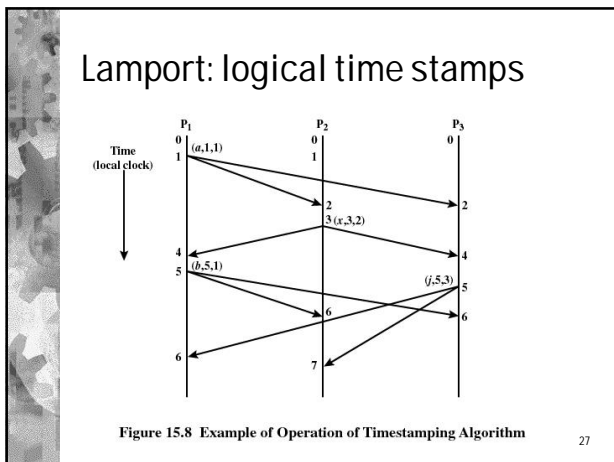 Lamport: logical time stamps
P1 P2 P3
0 0 0
Time (a,1,1)
1 1
(local clock)
2 2
3 (x,3,2)
4 4
5 (b,5,1) (j,5,3) 5
6 6
6 7
Figure 15.8 Example of Operation of Timestamping Algorithm
27